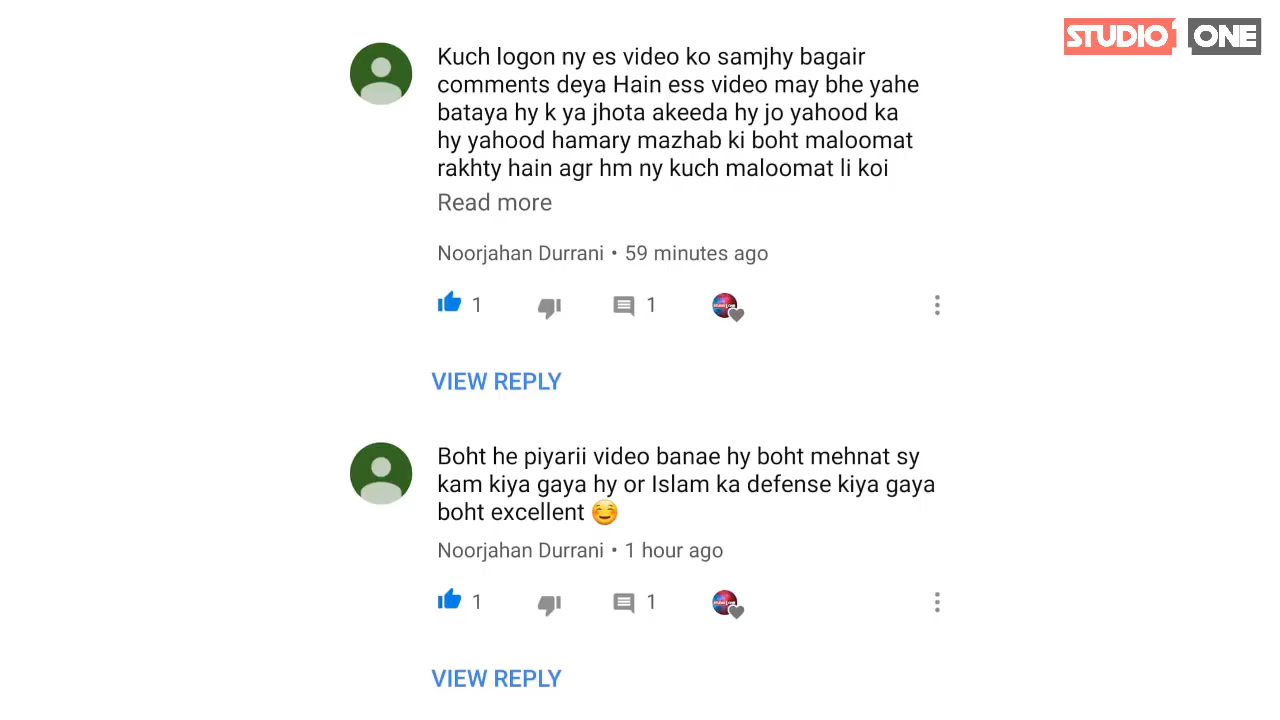 STUDIO ONE
Kuch logon ny es video ko samjhy bagair
comments deya Hain ess video may bhe yahe
bataya hy k ya jhota akeeda hy jo yahood ka
hy yahood hamary mazhab ki boht maloomat
rakhty hain agr hm ny kuch maloomat li koi
Read more
Noorjahan Durrani • 59 minutes ago
1 1
VIEW REPLY
Boht he piyarii video banae hy boht mehnat sy
kam kiya gaya hy or Islam ka defense kiya gaya
boht excellent ☺️
Noorjahan Durrani • 1 hour ago
1 1
VIEW REPLY